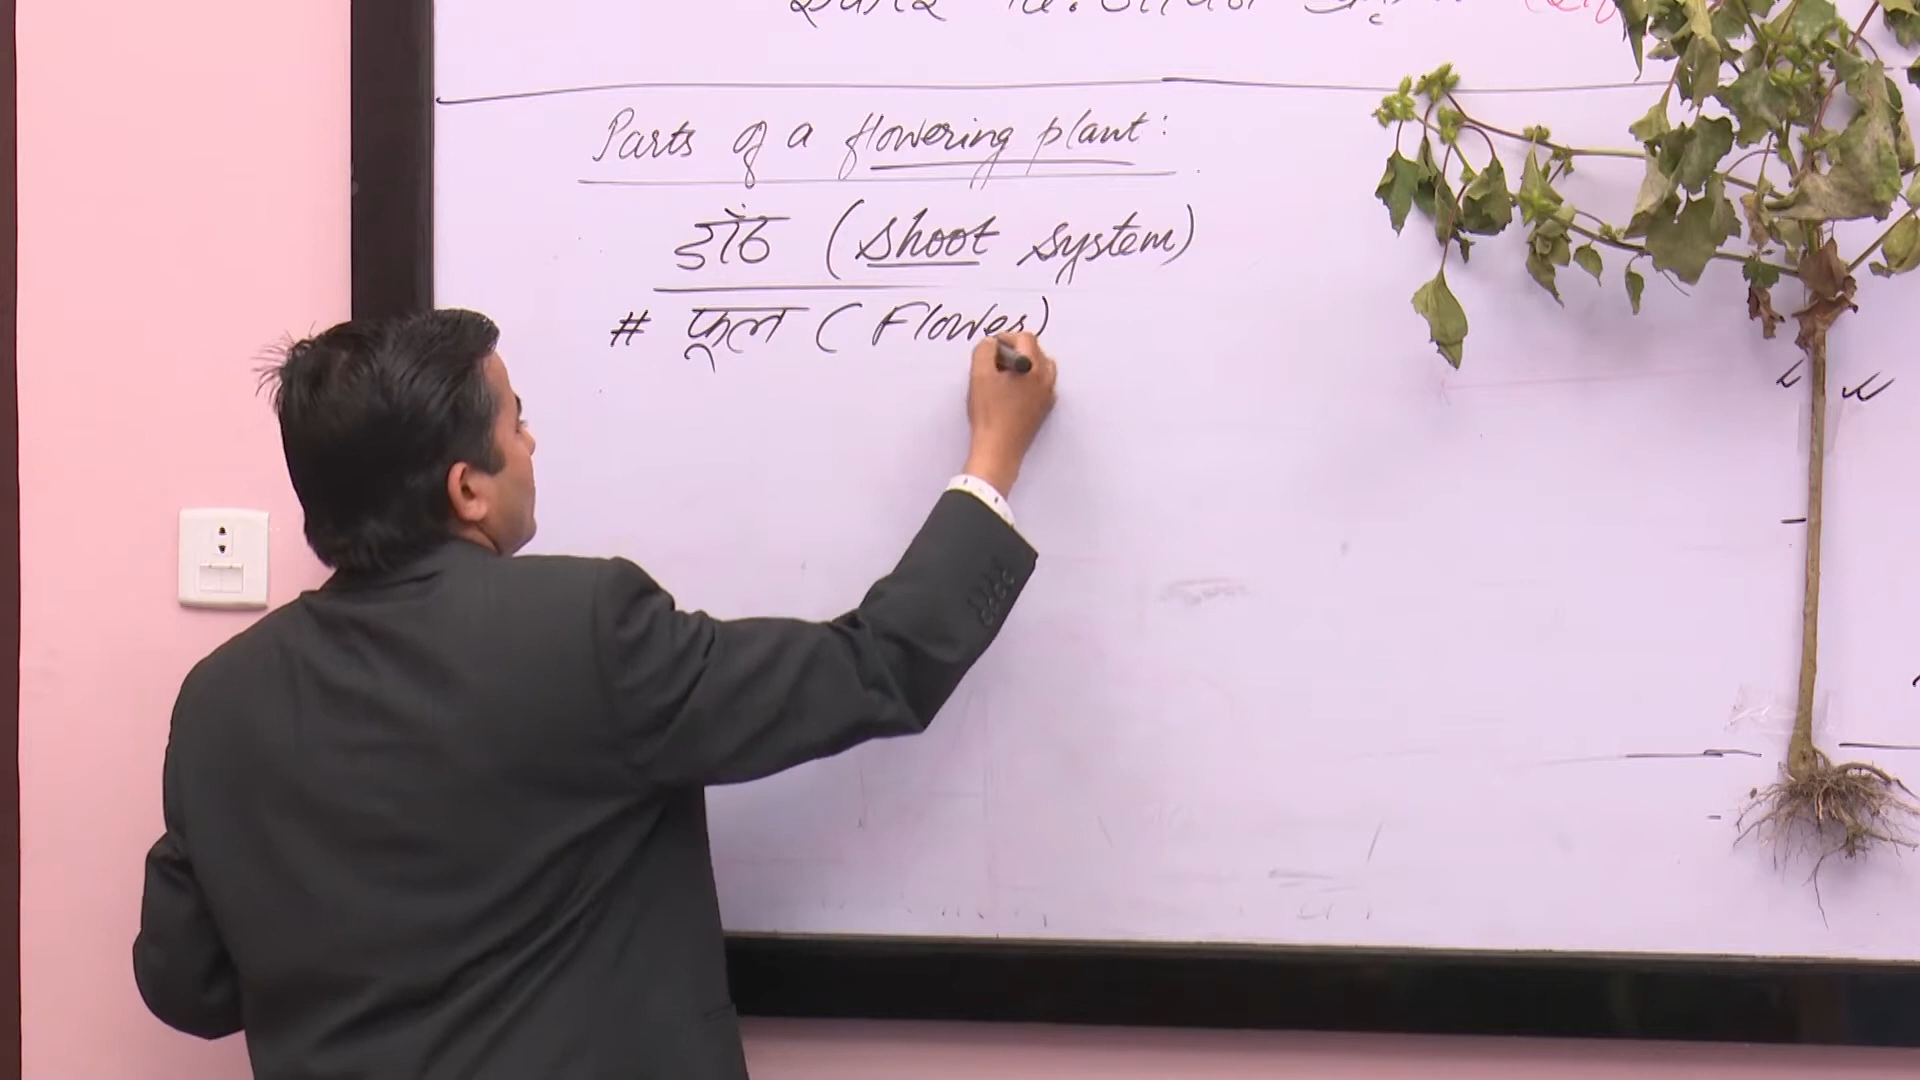 Parts of a flowering plant:
डाँठ (Shoot system)
# फूल (Flower)